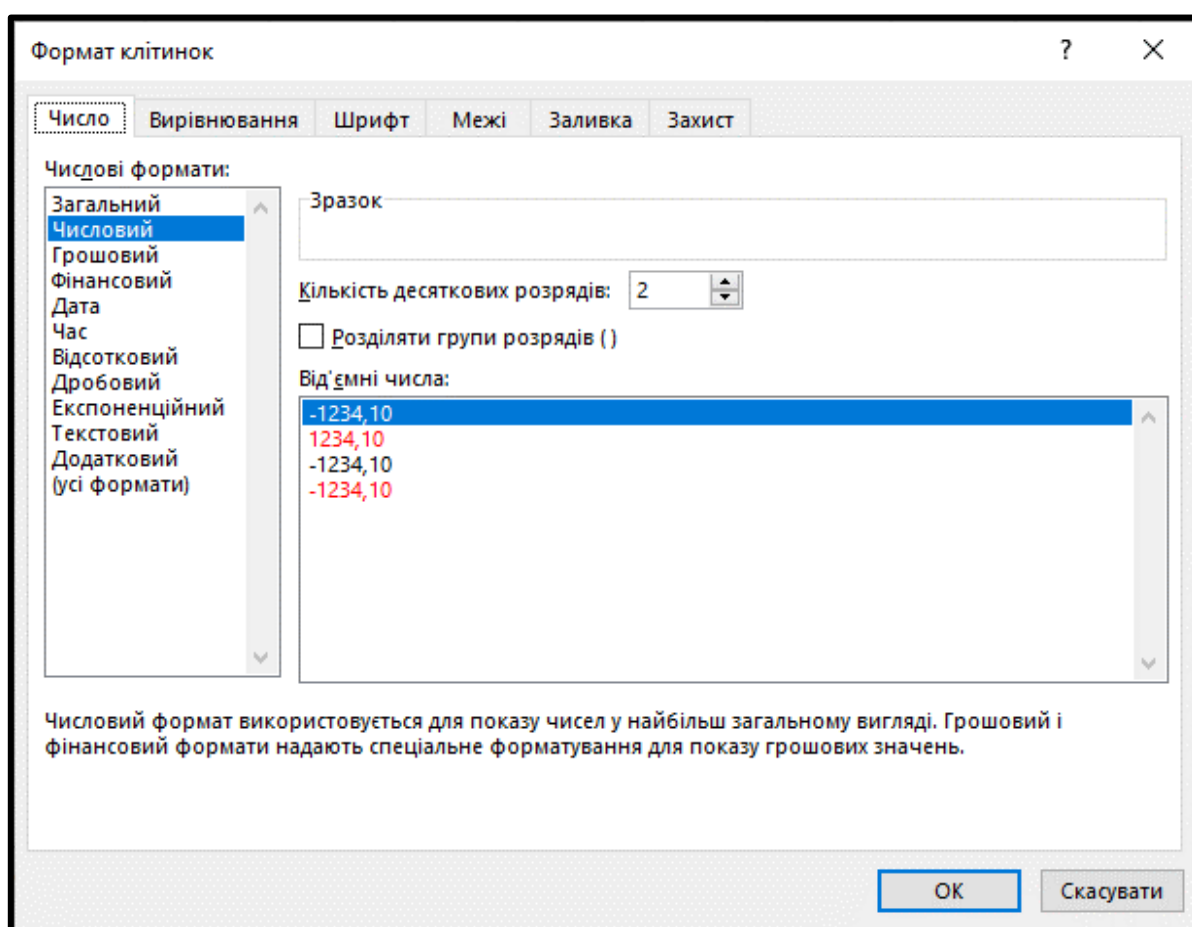 Формат клітинок
?
Число
Вирівнювання
Шрифт
Межі
Заливка
Захист
Числові формати:
Загальний
Числовий
Грошовий
Фінансовий
Дата
Час
Відсотковий
Дробовий
Експоненційний
Текстовий
Додатковий
(усі формати)
Зразок
Кількість десяткових розрядів: 2
Розділяти групи розрядів ( )
Від'ємні числа:
-1234,10
1234,10
-1234,10
-1234,10
Числовий формат використовується для показу чисел у найбільш загальному вигляді. Грошовий і
фінансовий формати надають спеціальне форматування для показу грошових значень.
ОК
Скасувати